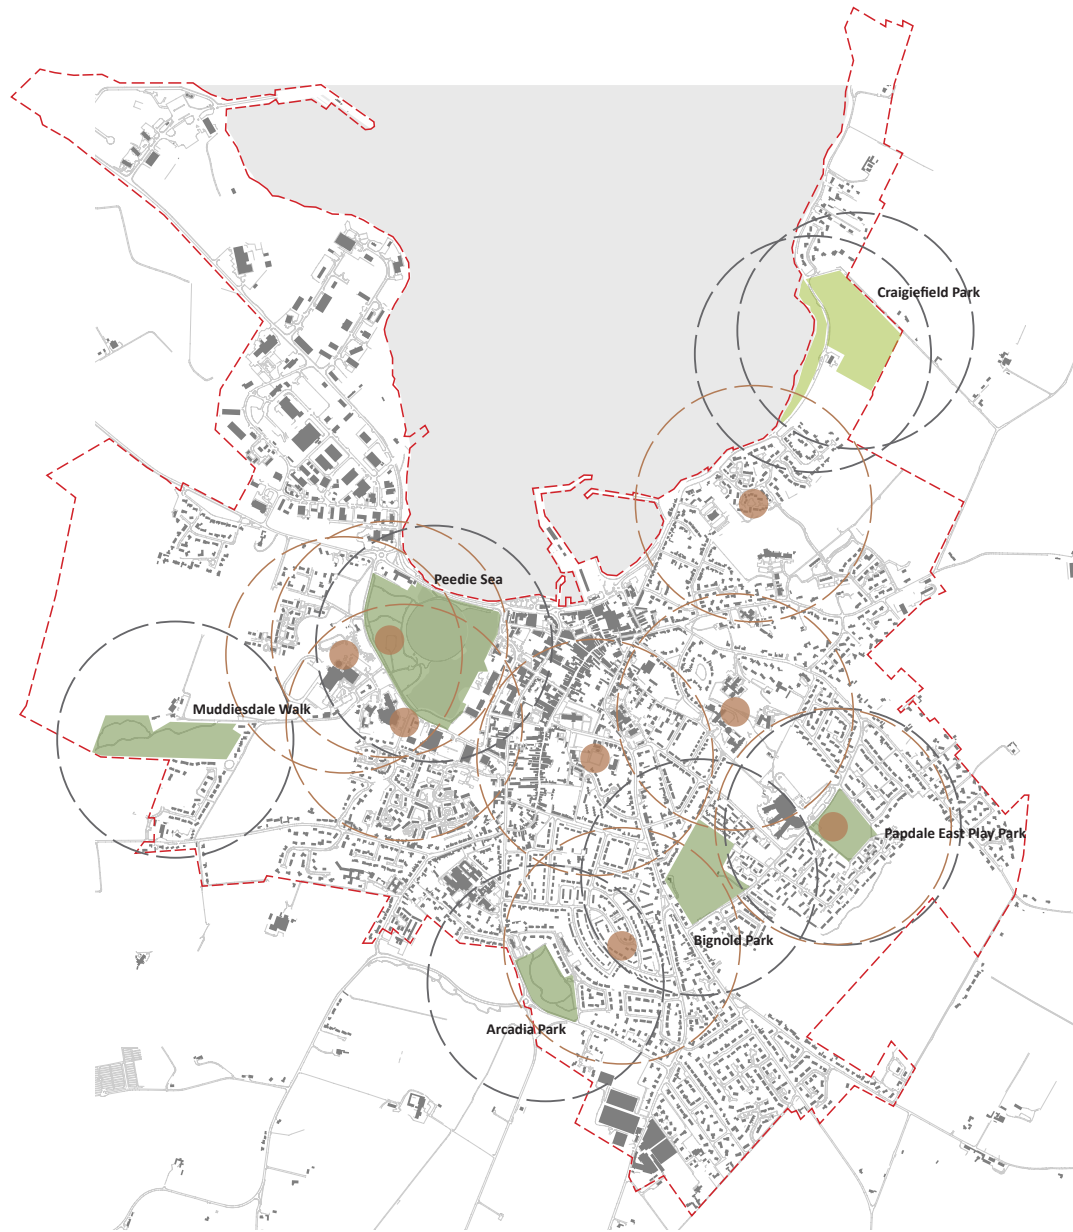 Craigiefield Park
Peedie Sea
Muddiesdale Walk
Papdale East Play Park
Bignold Park
Arcadia Park